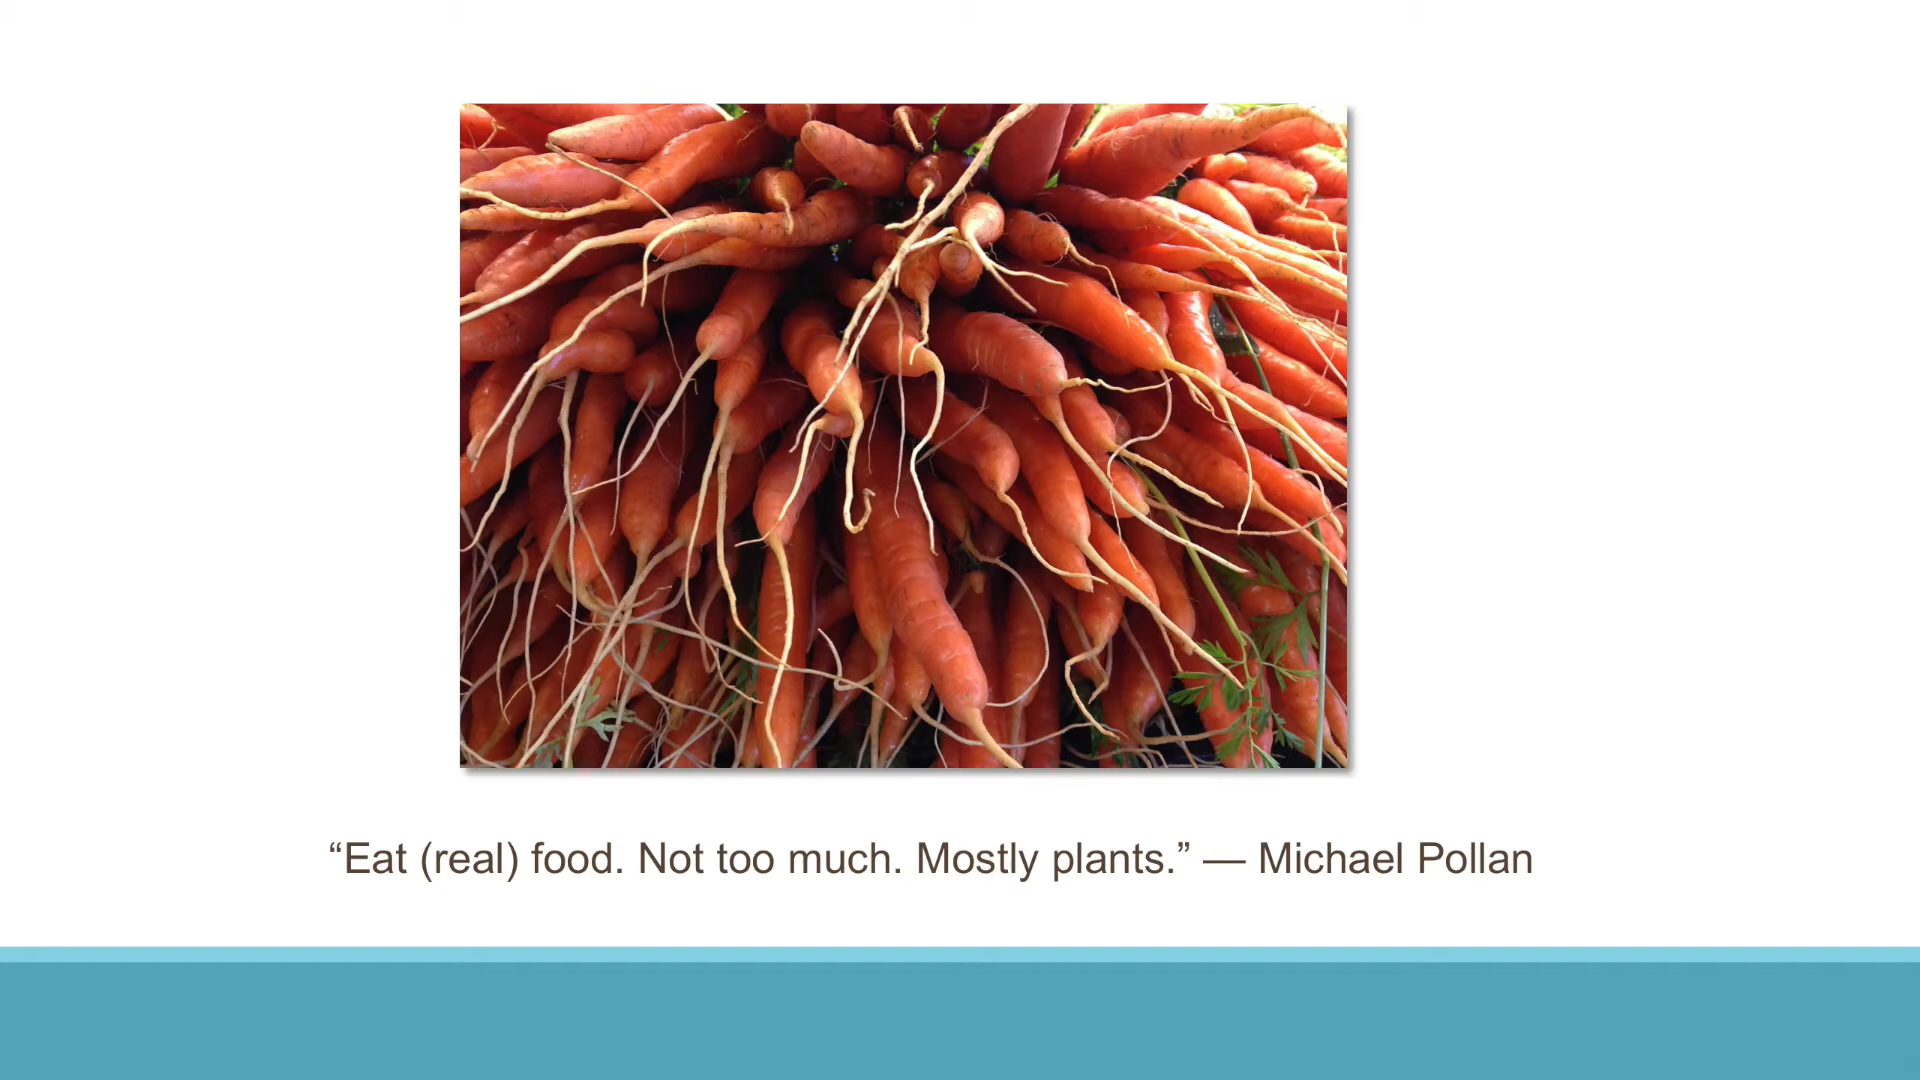 “Eat (real) food. Not too much. Mostly plants.” — Michael Pollan